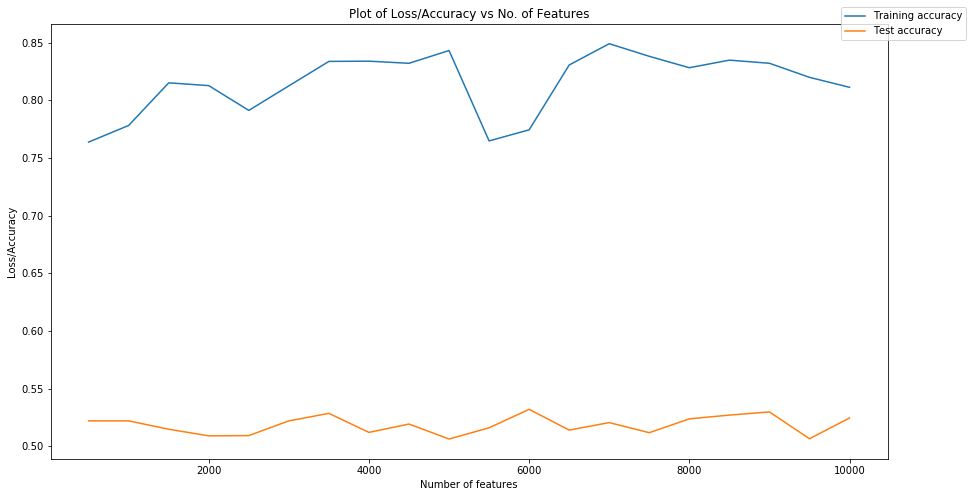 Plot of Loss/Accuracy vs No. of Features
Training accuracy
Test accuracy
Loss/Accuracy
0.85
0.80
0.75
0.70
0.65
0.60
0.55
0.50
2000
4000
6000
8000
10000
Number of features